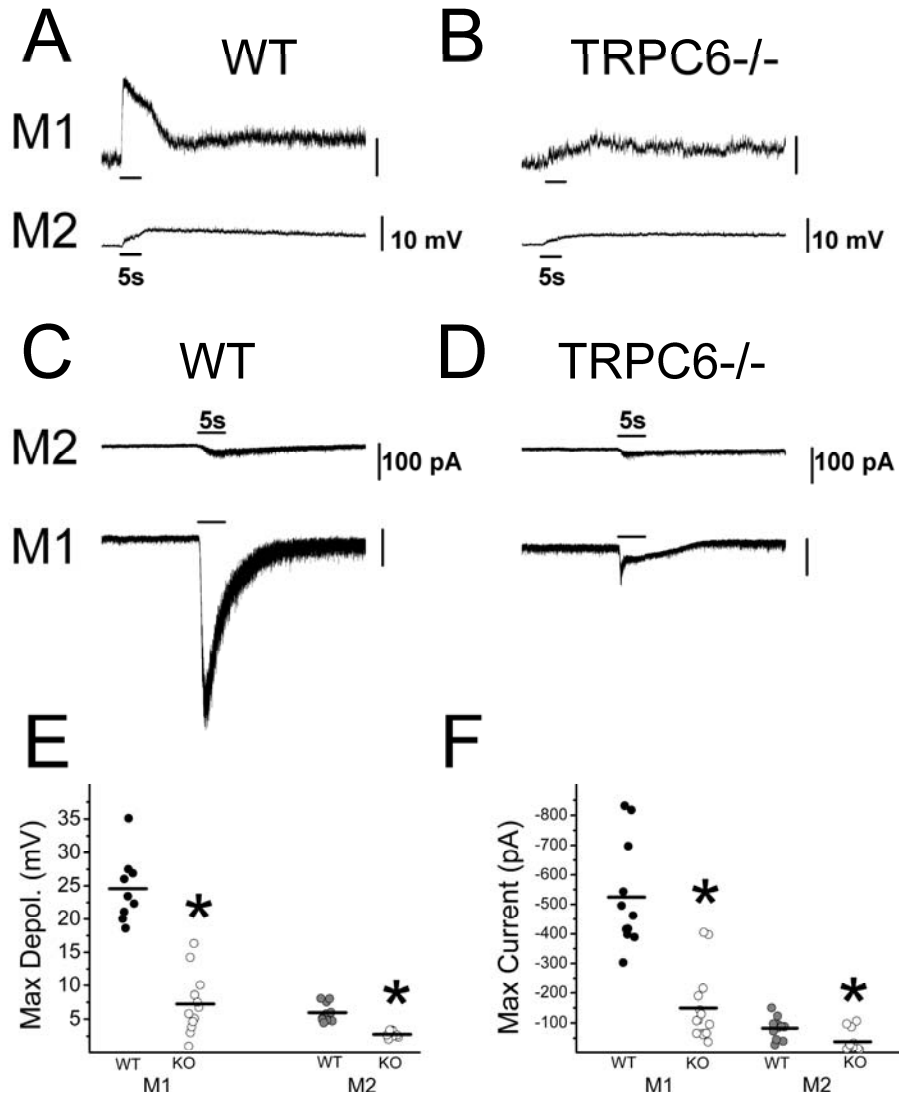 A
WT
B
TRPC6-/-
M1
M2
10 mV
10 mV
5s
5s
C
WT
D
TRPC6-/-
5s
5s
M2
100 pA
100 pA
M1
E
F
Max Depol. (mV)
35
30
25
20
15
10
5
*
*
WT
KO
WT
KO
M1
M2
Max Current (pA)
-800
-700
-600
-500
-400
-300
-200
-100
*
*
WT
KO
WT
KO
M1
M2